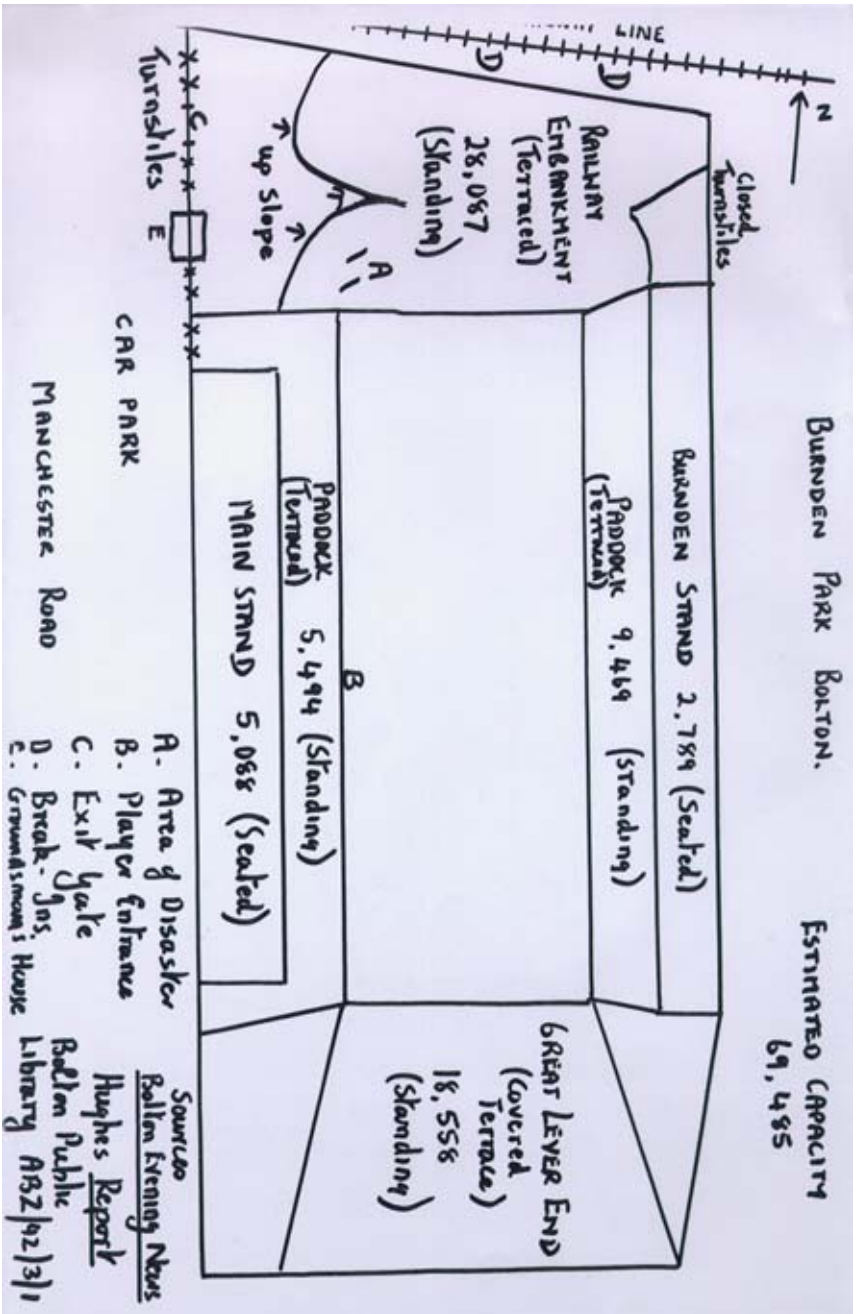 BURNDEN PARK BOLTON.
ESTIMATED CAPACITY
69,485
N
LINE
D
D
Closed
Turnstiles
RAILWAY
EMBANKMENT
(Terraced)
28,087
(Standing)
A
↑ up Slope ↑
Turnstiles
C
E
BURNDEN STAND 2,789 (Seated)
PADDOCK 9,469 (Standing)
(Terraced)
B
PADDOCK 5,494 (Standing)
(Terraced)
MAIN STAND 5,088 (Seated)
GREAT LEVER END
(Covered
Terrace)
18,558
(Standing)
CAR PARK
MANCHESTER ROAD
A. Area of Disaster
B. Player Entrance
C. Exit Gate
D. Break-Ins.
E. Groundsman's House
Sources
Bolton Evening News
Hughes Report
Bolton Public
Library ABZ/42/3/1